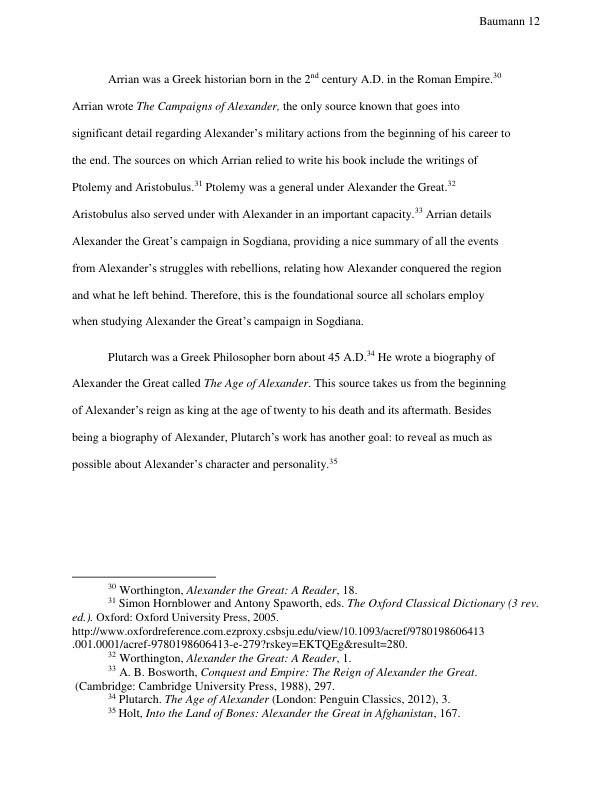 Baumann 12
Arrian was a Greek historian born in the 2nd century A.D. in the Roman Empire.30
Arrian wrote The Campaigns of Alexander, the only source known that goes into
significant detail regarding Alexander’s military actions from the beginning of his career to
the end. The sources on which Arrian relied to write his book include the writings of
Ptolemy and Aristobulus.31 Ptolemy was a general under Alexander the Great.32
Aristobulus also served under with Alexander in an important capacity.33 Arrian details
Alexander the Great’s campaign in Sogdiana, providing a nice summary of all the events
from Alexander’s struggles with rebellions, relating how Alexander conquered the region
and what he left behind. Therefore, this is the foundational source all scholars employ
when studying Alexander the Great’s campaign in Sogdiana.
Plutarch was a Greek Philosopher born about 45 A.D.34 He wrote a biography of
Alexander the Great called The Age of Alexander. This source takes us from the beginning
of Alexander’s reign as king at the age of twenty to his death and its aftermath. Besides
being a biography of Alexander, Plutarch’s work has another goal: to reveal as much as
possible about Alexander’s character and personality.35
30 Worthington, Alexander the Great: A Reader, 18.
31 Simon Hornblower and Antony Spaworth, eds. The Oxford Classical Dictionary (3 rev.
ed.). Oxford: Oxford University Press, 2005.
http://www.oxfordreference.com.ezproxy.csbsju.edu/view/10.1093/acref/9780198606413
.001.0001/acref-9780198606413-e-279?rskey=EKTQEg&result=280.
32 Worthington, Alexander the Great: A Reader, 1.
33 A. B. Bosworth, Conquest and Empire: The Reign of Alexander the Great.
(Cambridge: Cambridge University Press, 1988), 297.
34 Plutarch. The Age of Alexander (London: Penguin Classics, 2012), 3.
35 Holt, Into the Land of Bones: Alexander the Great in Afghanistan, 167.